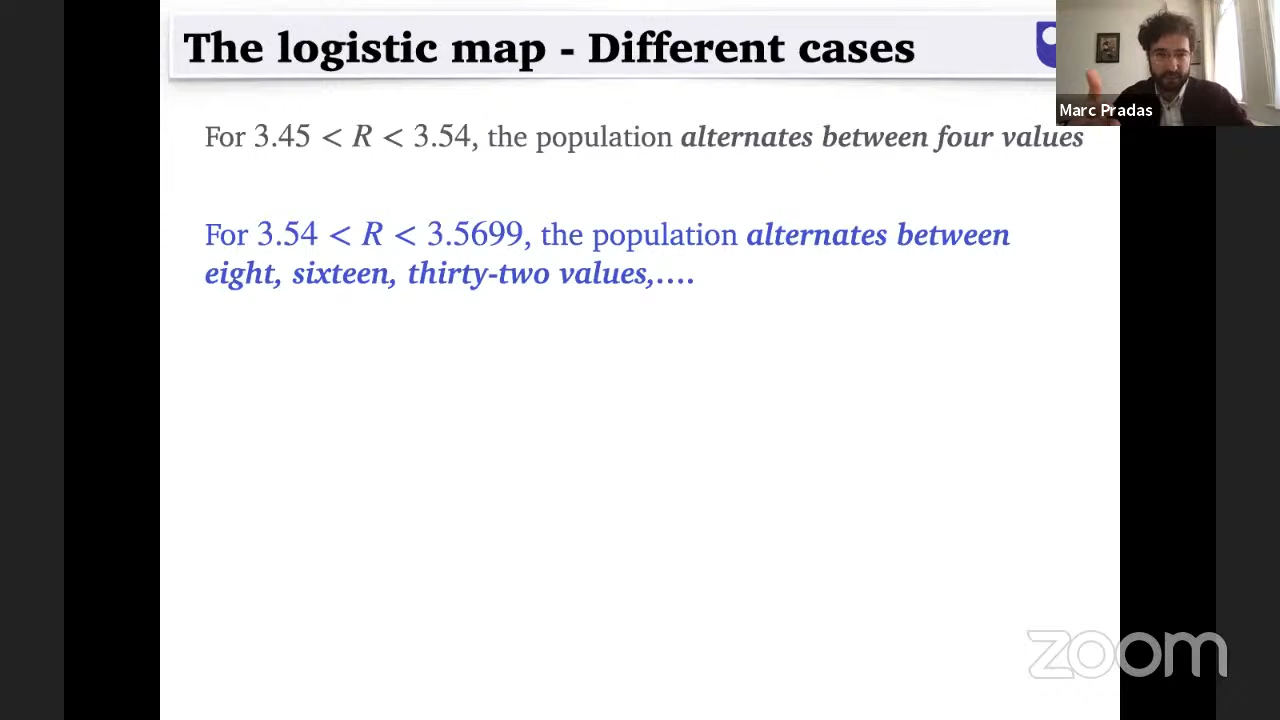 The logistic map - Different cases
Marc Pradas
For 3.45 < R < 3.54, the population alternates between four values
For 3.54 < R < 3.5699, the population alternates between
eight, sixteen, thirty-two values,....
zoom